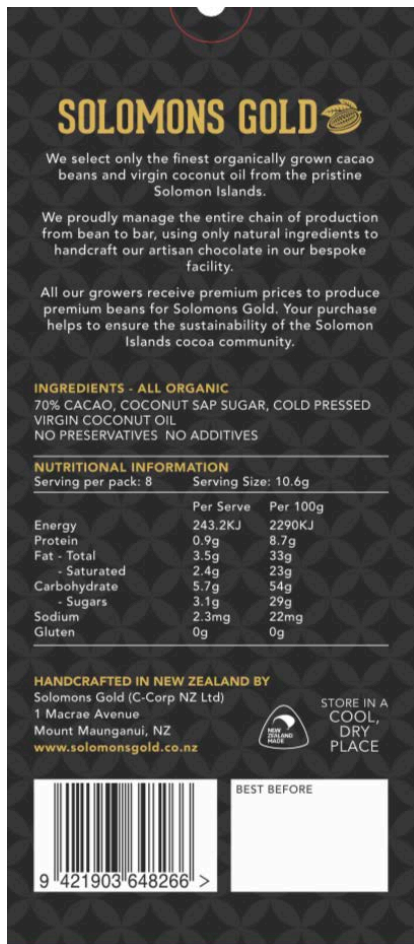 SOLOMONS GOLD
We select only the finest organically grown cacao
beans and virgin coconut oil from the pristine
Solomon Islands.
We proudly manage the entire chain of production
from bean to bar, using only natural ingredients to
handcraft our artisan chocolate in our bespoke
facility.
All our growers receive premium prices to produce
premium beans for Solomons Gold. Your purchase
helps to ensure the sustainability of the Solomon
Islands cocoa community.
INGREDIENTS - ALL ORGANIC
70% CACAO, COCONUT SAP SUGAR, COLD PRESSED
VIRGIN COCONUT OIL
NO PRESERVATIVES NO ADDITIVES
NUTRITIONAL INFORMATION
Serving per pack: 8 Serving Size: 10.6g
Per Serve Per 100g
Energy 243.2KJ 2290KJ
Protein 0.9g 8.7g
Fat - Total 3.5g 33g
- Saturated 2.4g 23g
Carbohydrate 5.7g 54g
- Sugars 3.1g 29g
Sodium 2.3mg 22mg
Gluten 0g 0g
HANDCRAFTED IN NEW ZEALAND BY
Solomons Gold (C-Corp NZ Ltd)
1 Macrae Avenue
Mount Maunganui, NZ
www.solomonsgold.co.nz
NEW
ZEALAND
MADE
STORE IN A
COOL,
DRY
PLACE
BEST BEFORE
9 421903 648266 >